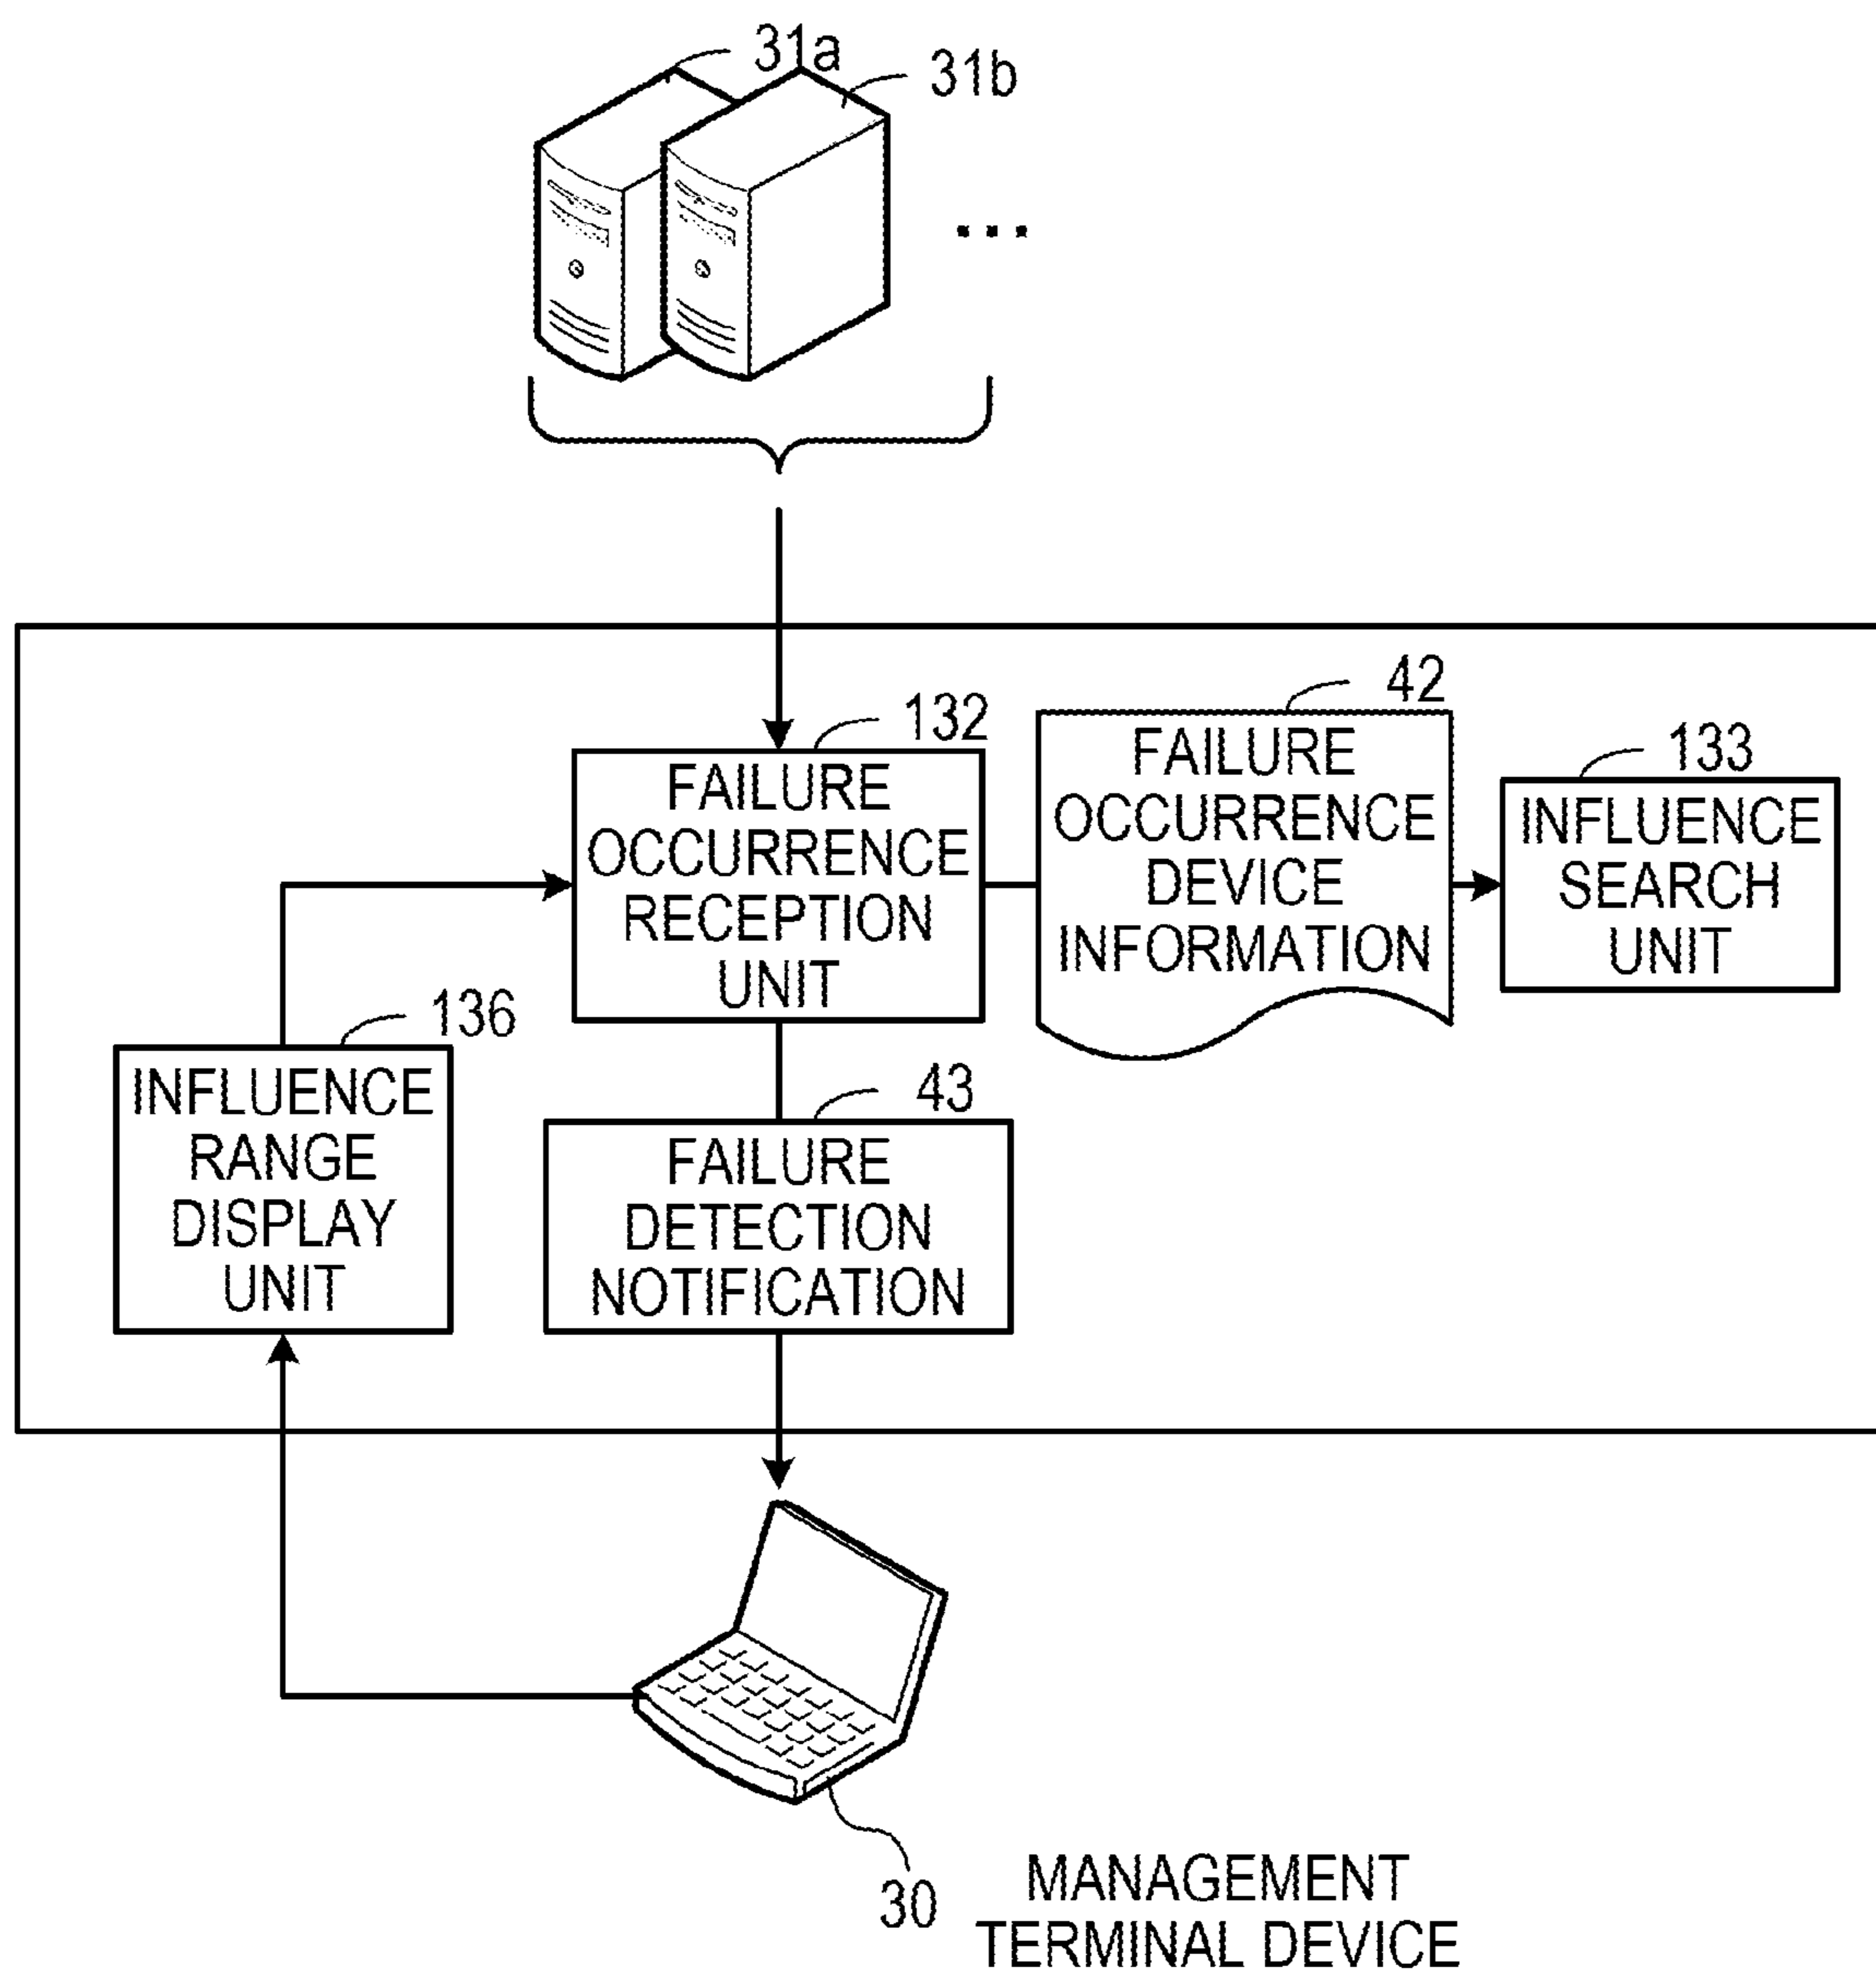 31a
31b
...
132
FAILURE
OCCURRENCE
RECEPTION
UNIT
42
FAILURE
OCCURRENCE
DEVICE
INFORMATION
133
INFLUENCE
SEARCH
UNIT
136
INFLUENCE
RANGE
DISPLAY
UNIT
43
FAILURE
DETECTION
NOTIFICATION
30
MANAGEMENT
TERMINAL DEVICE